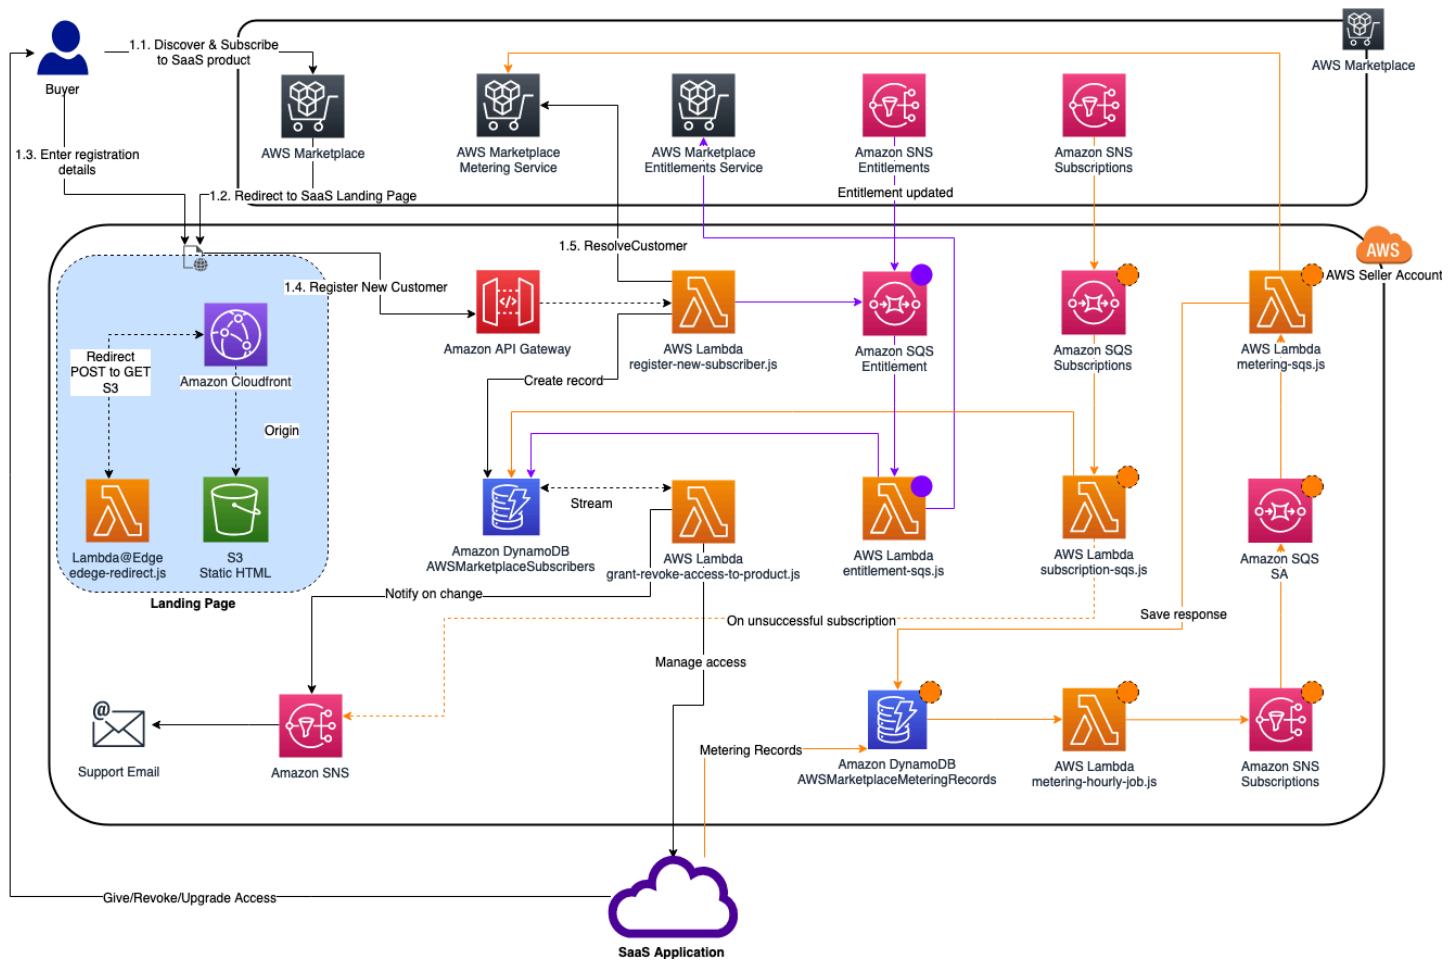 1.1. Discover & Subscribe
to SaaS product
Buyer
AWS Marketplace
AWS Marketplace
AWS Marketplace
Metering Service
AWS Marketplace
Entitlements Service
Amazon SNS
Entitlements
Amazon SNS
Subscriptions
1.3. Enter registration
details
1.2. Redirect to SaaS Landing Page
Entitlement updated
1.5. ResolveCustomer
AWS
AWS Seller Account
1.4. Register New Customer
Amazon API Gateway
AWS Lambda
register-new-subscriber.js
Amazon SQS
Entitlement
Amazon SQS
Subscriptions
AWS Lambda
metering-sqs.js
Redirect
POST to GET
S3
Amazon Cloudfront
Create record
Origin
Stream
Lambda@Edge
edege-redirect.js
S3
Static HTML
Landing Page
Amazon DynamoDB
AWSMarketplaceSubscribers
AWS Lambda
grant-revoke-access-to-product.js
AWS Lambda
entitlement-sqs.js
AWS Lambda
subscription-sqs.js
Amazon SQS
SA
Notify on change
On unsuccessful subscription
Save response
Manage access
@
Support Email
Amazon SNS
Metering Records
Amazon DynamoDB
AWSMarketplaceMeteringRecords
AWS Lambda
metering-hourly-job.js
Amazon SNS
Subscriptions
Give/Revoke/Upgrade Access
SaaS Application